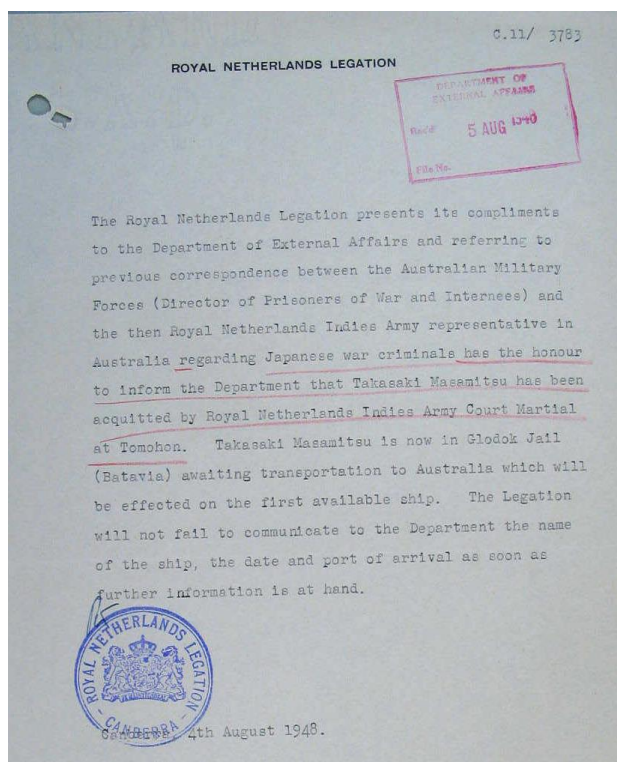 C.11/ 3783
ROYAL NETHERLANDS LEGATION
DEPARTMENT OF
EXTERNAL AFFAIRS
Rec'd 5 AUG
File No.
The Royal Netherlands Legation presents its compliments
to the Department of External Affairs and referring to
previous correspondence between the Australian Military
Forces (Director of Prisoners of War and Internees) and
the then Royal Netherlands Indies Army representative in
Australia regarding Japanese war criminals has the honour
to inform the Department that Takasaki Masamitsu has been
acquitted by Royal Netherlands Indies Army Court Martial
at Tomohon. Takasaki Masamitsu is now in Glodok Jail
(Batavia) awaiting transportation to Australia which will
be effected on the first available ship. The Legation
will not fail to communicate to the Department the name
of the ship, the date and port of arrival as soon as
further information is at hand.
ROYAL NETHERLANDS LEGATION
- CANBERRA -
Canberra, 4th August 1948.